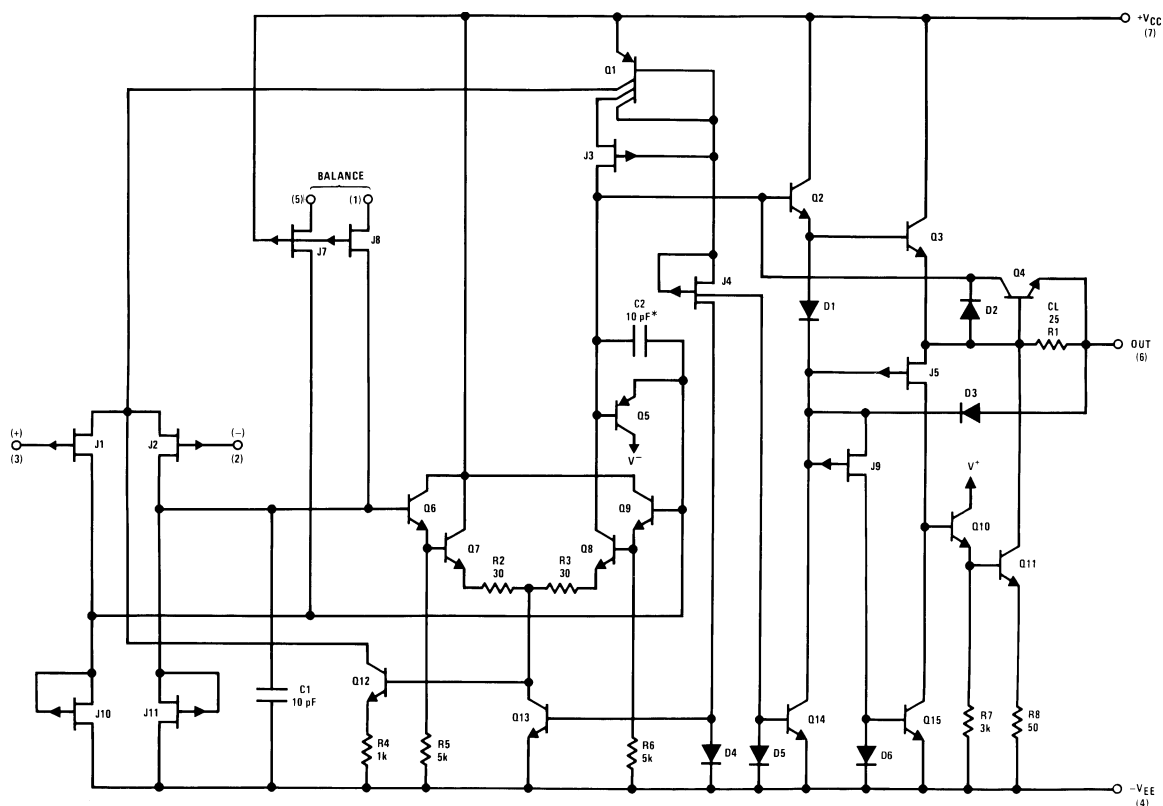 +VCC
(7)
Q1
J3
BALANCE
(5)
(1)
J7
J8
Q2
Q3
Q4
J4
D2
CL
25
R1
OUT
(6)
C2
10 pF*
D1
J5
D3
Q5
V−
(+)
(3)
J1
J2
(−)
(2)
J9
V+
Q6
Q9
Q7
Q8
R2
30
R3
30
Q10
Q11
Q12
C1
10 pF
J10
J11
Q13
Q14
Q15
R4
1k
R5
5k
R6
5k
D4
D5
D6
R7
3k
R8
50
−VEE
(4)